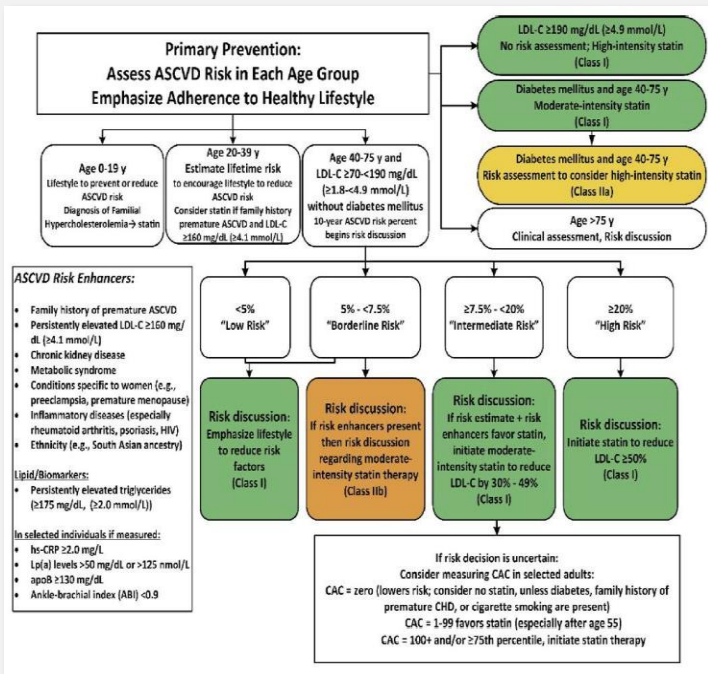 Primary Prevention:
Assess ASCVD Risk in Each Age Group
Emphasize Adherence to Healthy Lifestyle
LDL-C ≥190 mg/dL (≥4.9 mmol/L)
No risk assessment; High-intensity statin
(Class I)
Diabetes mellitus and age 40-75 y
Moderate-intensity statin
(Class I)
Diabetes mellitus and age 40-75 y
Risk assessment to consider high-intensity statin
(Class IIa)
Age >75 y
Clinical assessment, Risk discussion
Age 0-19 y
Lifestyle to prevent or reduce
ASCVD risk
Diagnosis of Familial
Hypercholesterolemia→ statin
Age 20-39 y
Estimate lifetime risk
to encourage lifestyle to reduce
ASCVD risk
Consider statin if family history
premature ASCVD and LDL-C
≥160 mg/dL (≥4.1 mmol/L)
Age 40-75 y and
LDL-C ≥70-<190 mg/dL
(≥1.8-<4.9 mmol/L)
without diabetes mellitus
10-year ASCVD risk percent
begins risk discussion
ASCVD Risk Enhancers:
• Family history of premature ASCVD
• Persistently elevated LDL-C ≥160 mg/
dL (≥4.1 mmol/L)
• Chronic kidney disease
• Metabolic syndrome
• Conditions specific to women (e.g.,
preeclampsia, premature menopause)
• Inflammatory diseases (especially
rheumatoid arthritis, psoriasis, HIV)
• Ethnicity (e.g., South Asian ancestry)
Lipid/Biomarkers:
• Persistently elevated triglycerides
(≥175 mg/dL, (≥2.0 mmol/L))
In selected individuals if measured:
• hs-CRP ≥2.0 mg/L
• Lp(a) levels >50 mg/dL or >125 nmol/L
• apoB ≥130 mg/dL
• Ankle-brachial index (ABI) <0.9
<5%
"Low Risk"
5% - <7.5%
"Borderline Risk"
≥7.5% - <20%
"Intermediate Risk"
≥20%
"High Risk"
Risk discussion:
Emphasize lifestyle
to reduce risk
factors
(Class I)
Risk discussion:
If risk enhancers present
then risk discussion
regarding moderate-
intensity statin therapy
(Class IIb)
Risk discussion:
If risk estimate + risk
enhancers favor statin,
initiate moderate-
intensity statin to reduce
LDL-C by 30% - 49%
(Class I)
Risk discussion:
Initiate statin to reduce
LDL-C ≥50%
(Class I)
If risk decision is uncertain:
Consider measuring CAC in selected adults:
CAC = zero (lowers risk; consider no statin, unless diabetes, family history of
premature CHD, or cigarette smoking are present)
CAC = 1-99 favors statin (especially after age 55)
CAC = 100+ and/or ≥75th percentile, initiate statin therapy